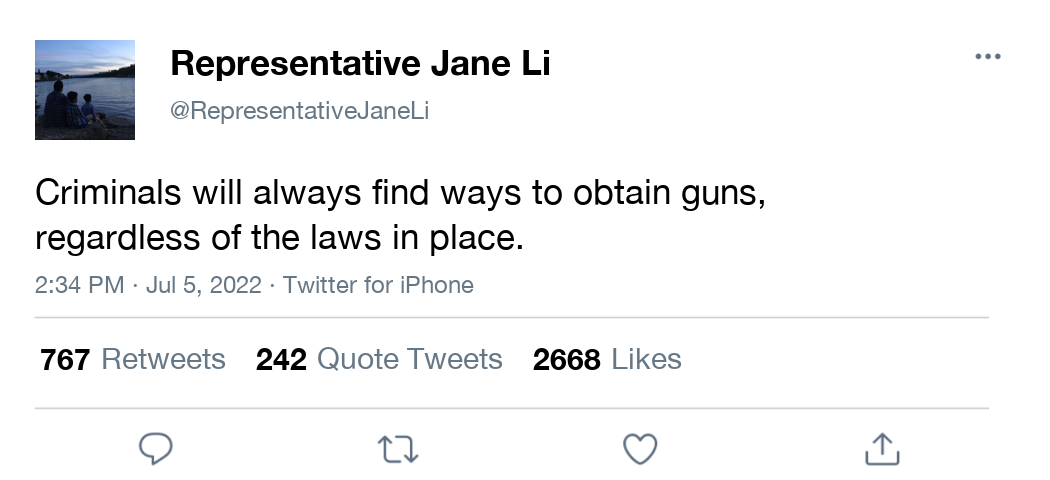 Representative Jane Li
@RepresentativeJaneLi
Criminals will always find ways to obtain guns,
regardless of the laws in place.
2:34 PM · Jul 5, 2022 · Twitter for iPhone
767 Retweets 242 Quote Tweets 2668 Likes